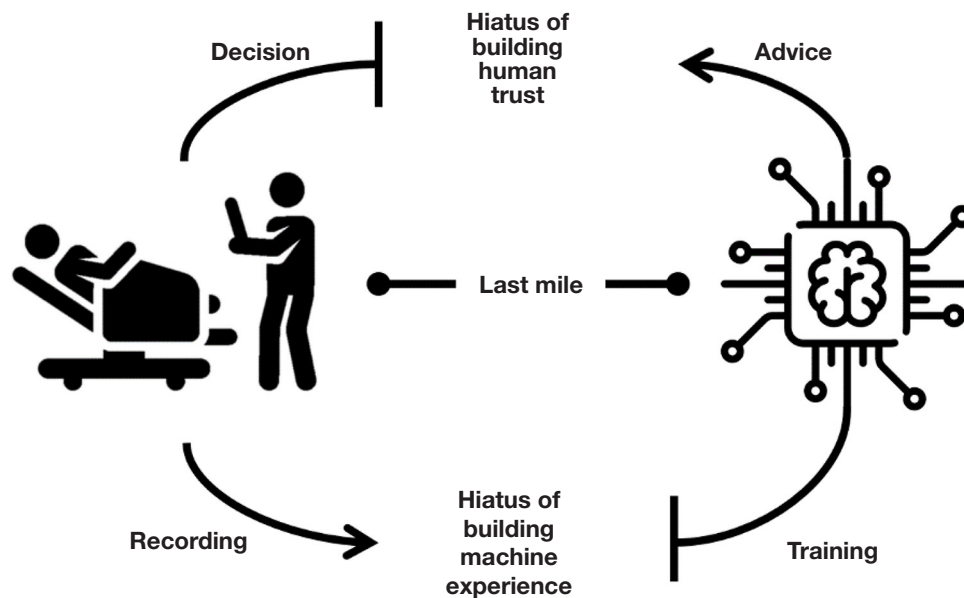 Decision
Hiatus of
building
human
trust
Advice
Last mile
Recording
Hiatus of
building
machine
experience
Training